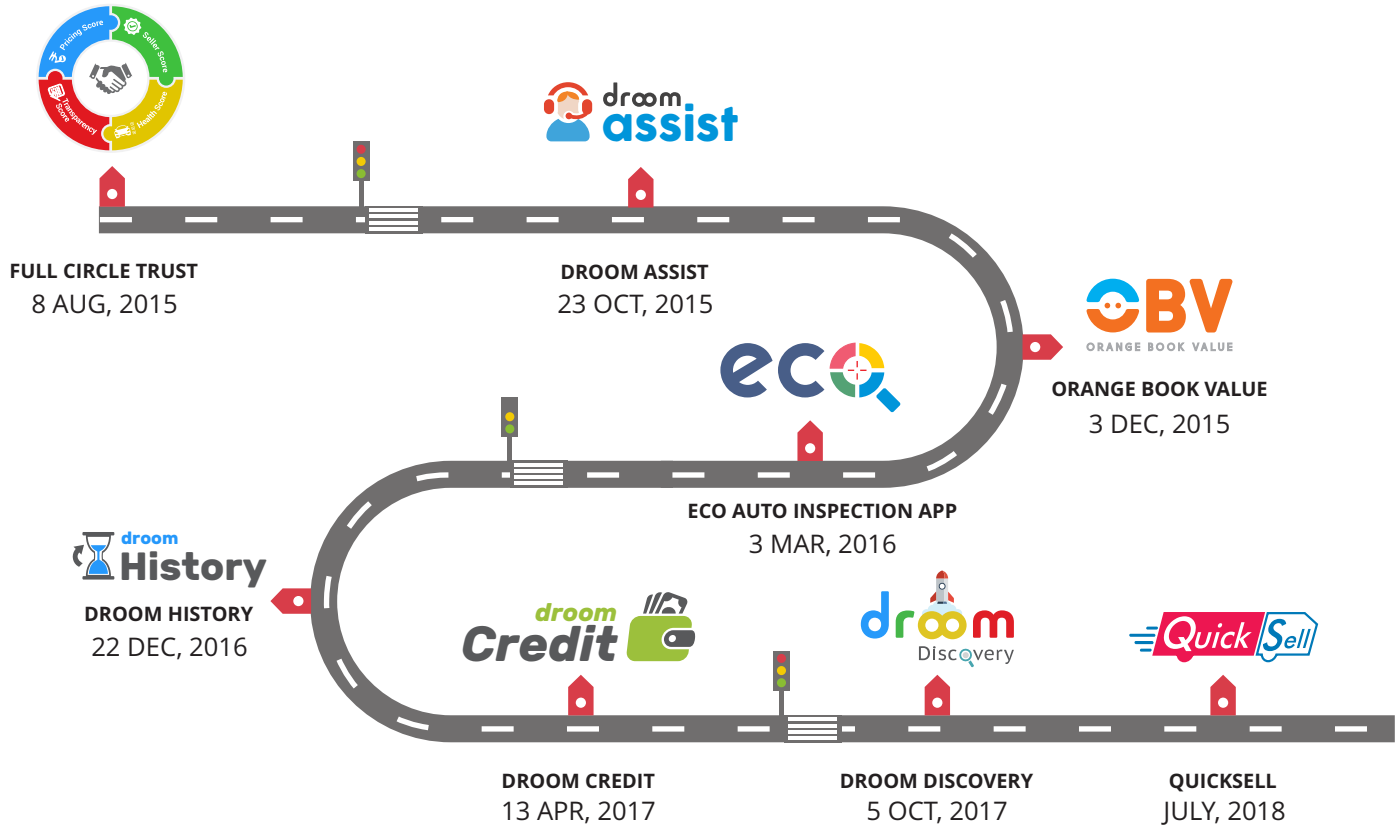 Pricing Score
Seller Score
Transparency
Score
Health Score
droom
assist
FULL CIRCLE TRUST
8 AUG, 2015
DROOM ASSIST
23 OCT, 2015
OBV
ORANGE BOOK VALUE
ORANGE BOOK VALUE
3 DEC, 2015
eco
ECO AUTO INSPECTION APP
3 MAR, 2016
droom
History
DROOM HISTORY
22 DEC, 2016
droom
Credit
droom
Discovery
Quick Sell
DROOM CREDIT
13 APR, 2017
DROOM DISCOVERY
5 OCT, 2017
QUICKSELL
JULY, 2018